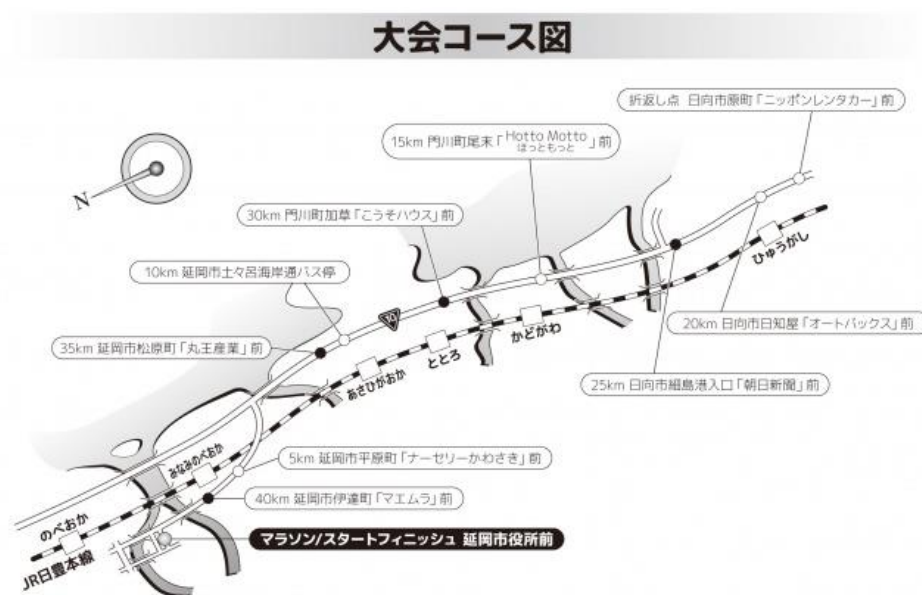 大会コース図
折返し点 日向市原町「ニッポンレンタカー」前
15km 門川町尾末「Hotto Motto ほっともっと」前
N
30km 門川町加草「こうそハウス」前
10km 延岡市土々呂海岸通バス停
ひゅうがし
10
20km 日向市日知屋「オートバックス」前
かどがわ
35km 延岡市松原町「丸王産業」前
ととろ
あさひがおか
25km 日向市細島港入口「朝日新聞」前
みなみのべおか
5km 延岡市平原町「ナーセリーかわさき」前
40km 延岡市伊達町「マエムラ」前
のべおか
マラソン/スタートフィニッシュ 延岡市役所前
JR日豊本線